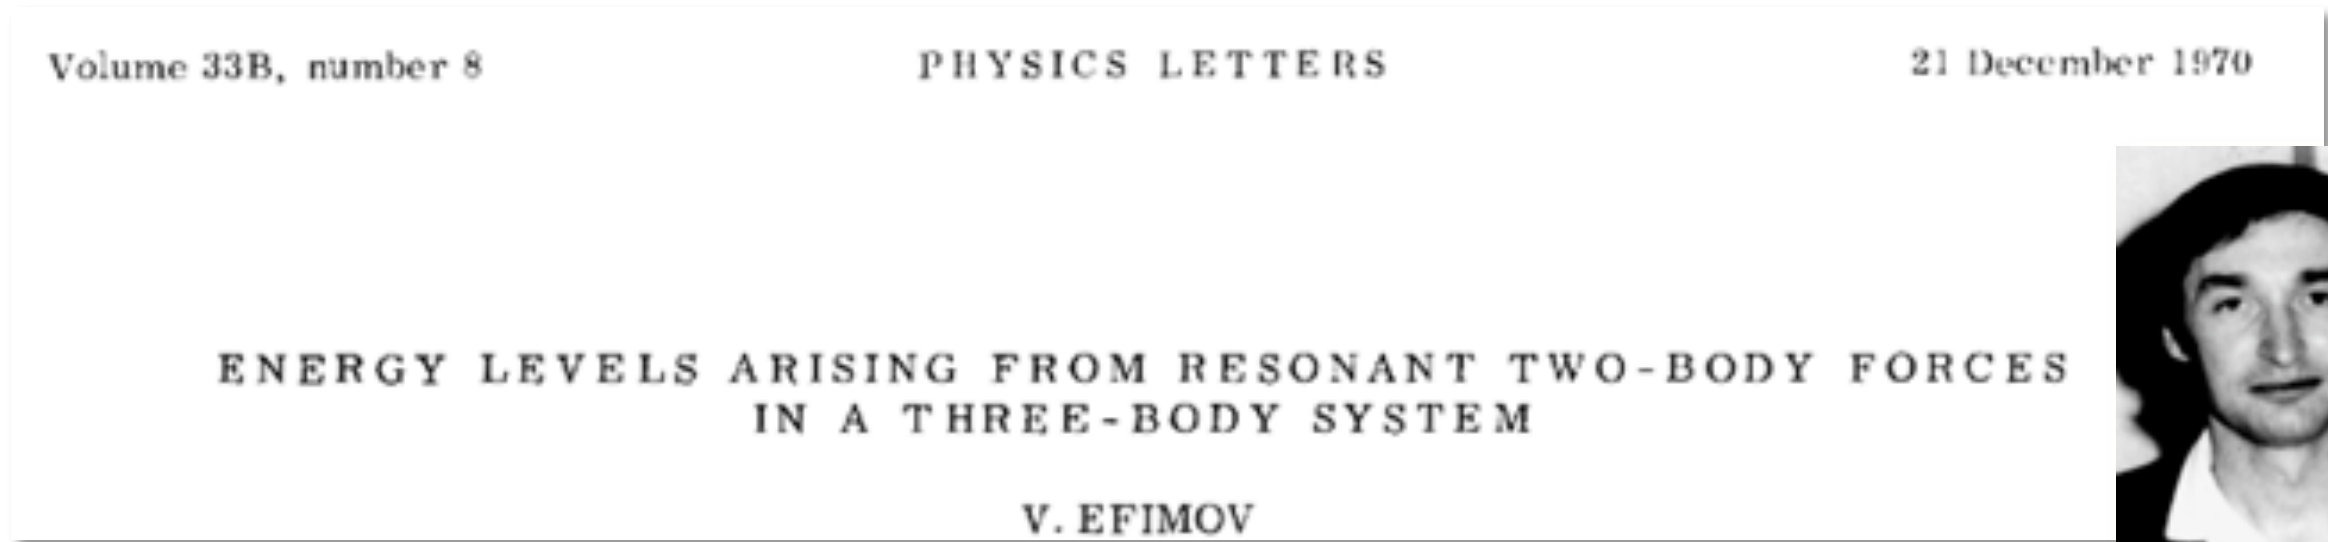 Volume 33B, number 8
PHYSICS LETTERS
21 December 1970
ENERGY LEVELS ARISING FROM RESONANT TWO-BODY FORCES
IN A THREE-BODY SYSTEM
V. EFIMOV